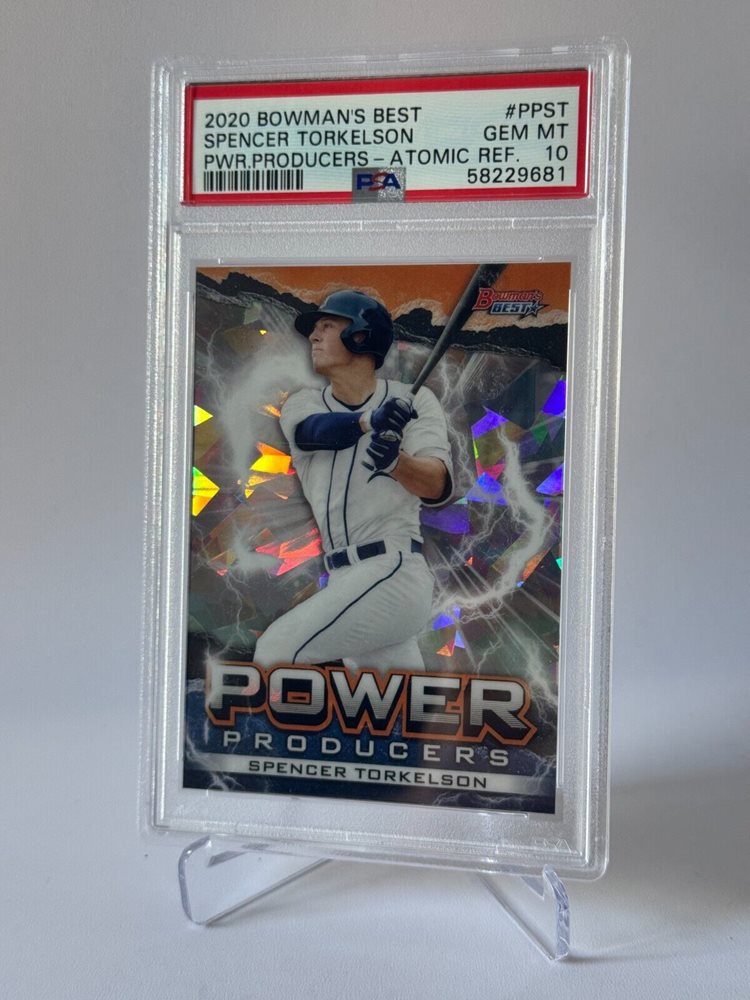 2020 BOWMAN'S BEST #PPST
SPENCER TORKELSON GEM MT
PWR.PRODUCERS - ATOMIC REF. 10
PSA 58229681
Bowman's
BEST
POWER
PRODUCERS
SPENCER TORKELSON